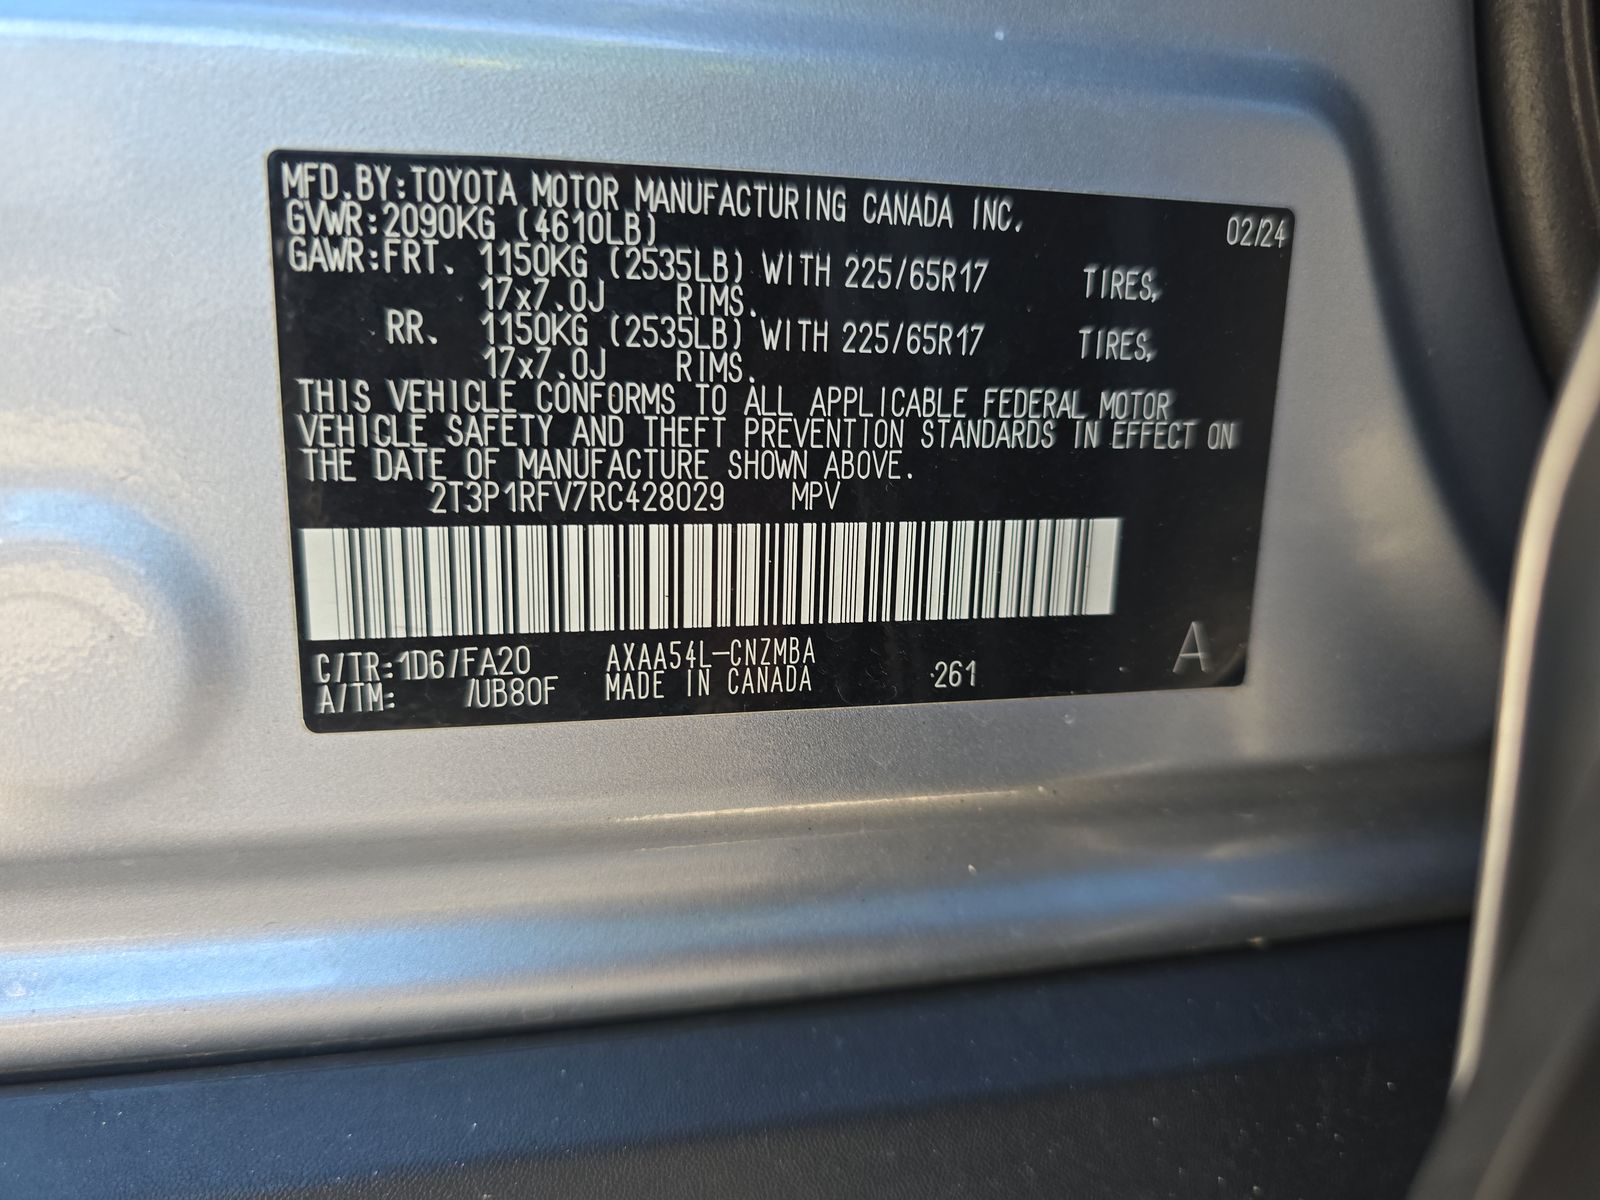 MFD.BY:TOYOTA MOTOR MANUFACTURING CANADA INC.
GVWR:2090KG (4610LB) 02/24
GAWR:FRT. 1150KG (2535LB) WITH 225/65R17 TIRES,
17x7.0J RIMS.
RR. 1150KG (2535LB) WITH 225/65R17 TIRES,
17x7.0J RIMS.
THIS VEHICLE CONFORMS TO ALL APPLICABLE FEDERAL MOTOR
VEHICLE SAFETY AND THEFT PREVENTION STANDARDS IN EFFECT ON
THE DATE OF MANUFACTURE SHOWN ABOVE.
2T3P1RFV7RC428029 MPV
C/TR:1D6/FA20 AXAA54L-CNZMBA A
A/TM: /UB80F MADE IN CANADA 261